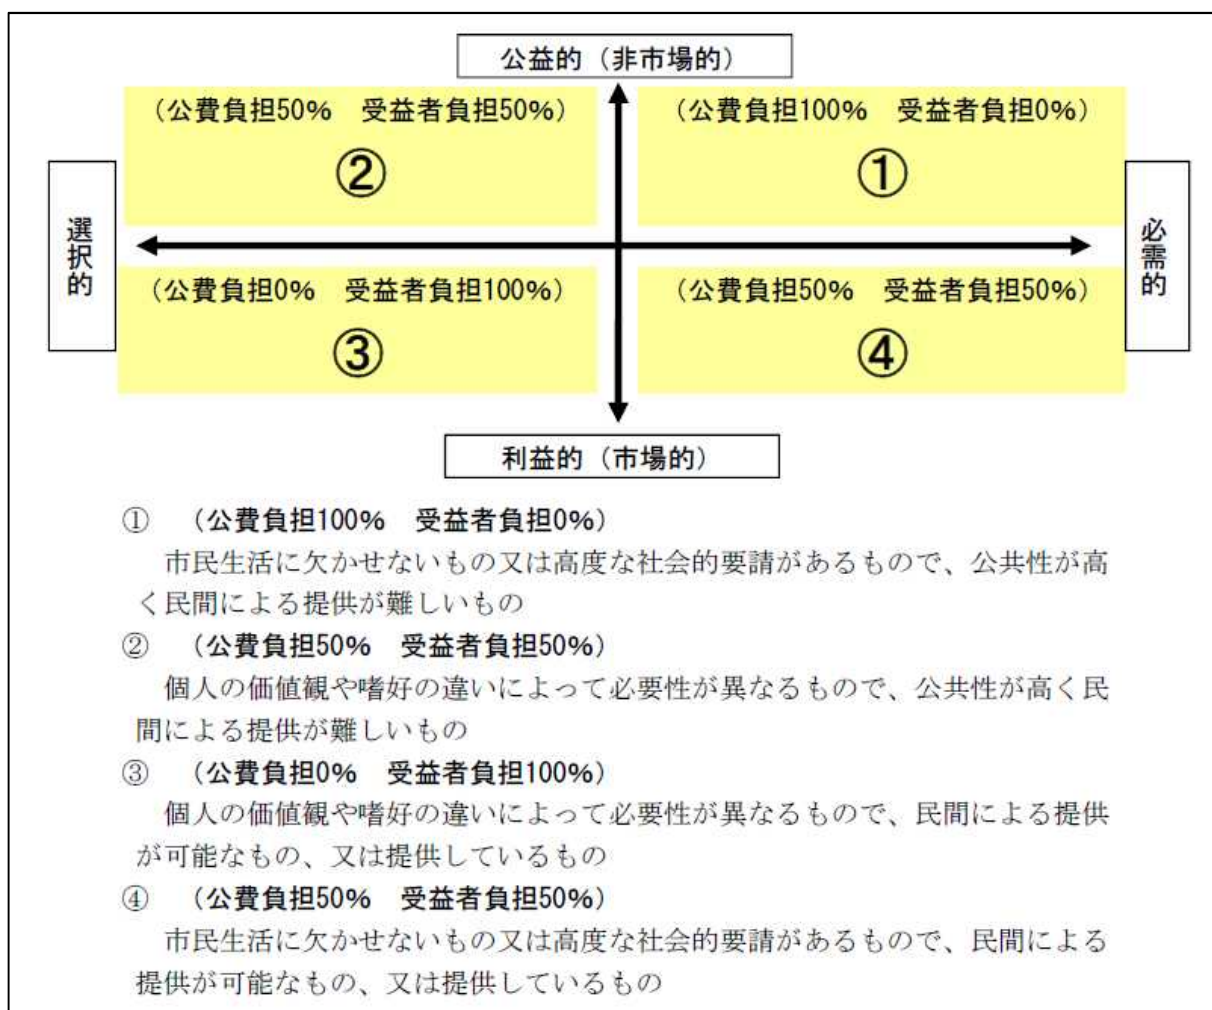 公益的（非市場的）
（公費負担50%　受益者負担50%）
②
（公費負担100%　受益者負担0%）
①
選択的
必需的
（公費負担0%　受益者負担100%）
③
（公費負担50%　受益者負担50%）
④
利益的（市場的）
①　（公費負担100%　受益者負担0%）
市民生活に欠かせないもの又は高度な社会的要請があるもので、公共性が高
く民間による提供が難しいもの
②　（公費負担50%　受益者負担50%）
個人の価値観や嗜好の違いによって必要性が異なるもので、公共性が高く民
間による提供が難しいもの
③　（公費負担0%　受益者負担100%）
個人の価値観や嗜好の違いによって必要性が異なるもので、民間による提供
が可能なもの、又は提供しているもの
④　（公費負担50%　受益者負担50%）
市民生活に欠かせないもの又は高度な社会的要請があるもので、民間による
提供が可能なもの、又は提供しているもの